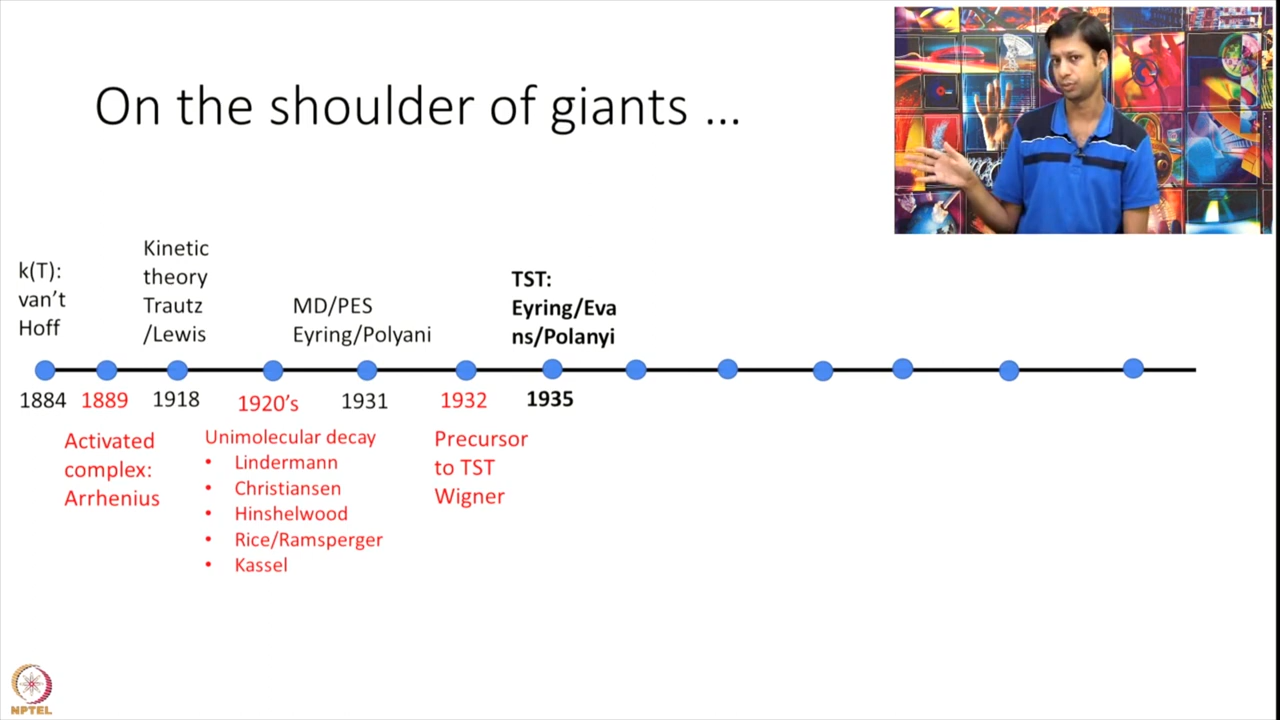 On the shoulder of giants ...
k(T):
van't
Hoff
Kinetic
theory
Trautz
/Lewis
MD/PES
Eyring/Polyani
TST:
Eyring/Eva
ns/Polanyi
1884
1889
1918
1920's
1931
1932
1935
Activated
complex:
Arrhenius
Unimolecular decay
• Lindermann
• Christiansen
• Hinshelwood
• Rice/Ramsperger
• Kassel
Precursor
to TST
Wigner
NPTEL